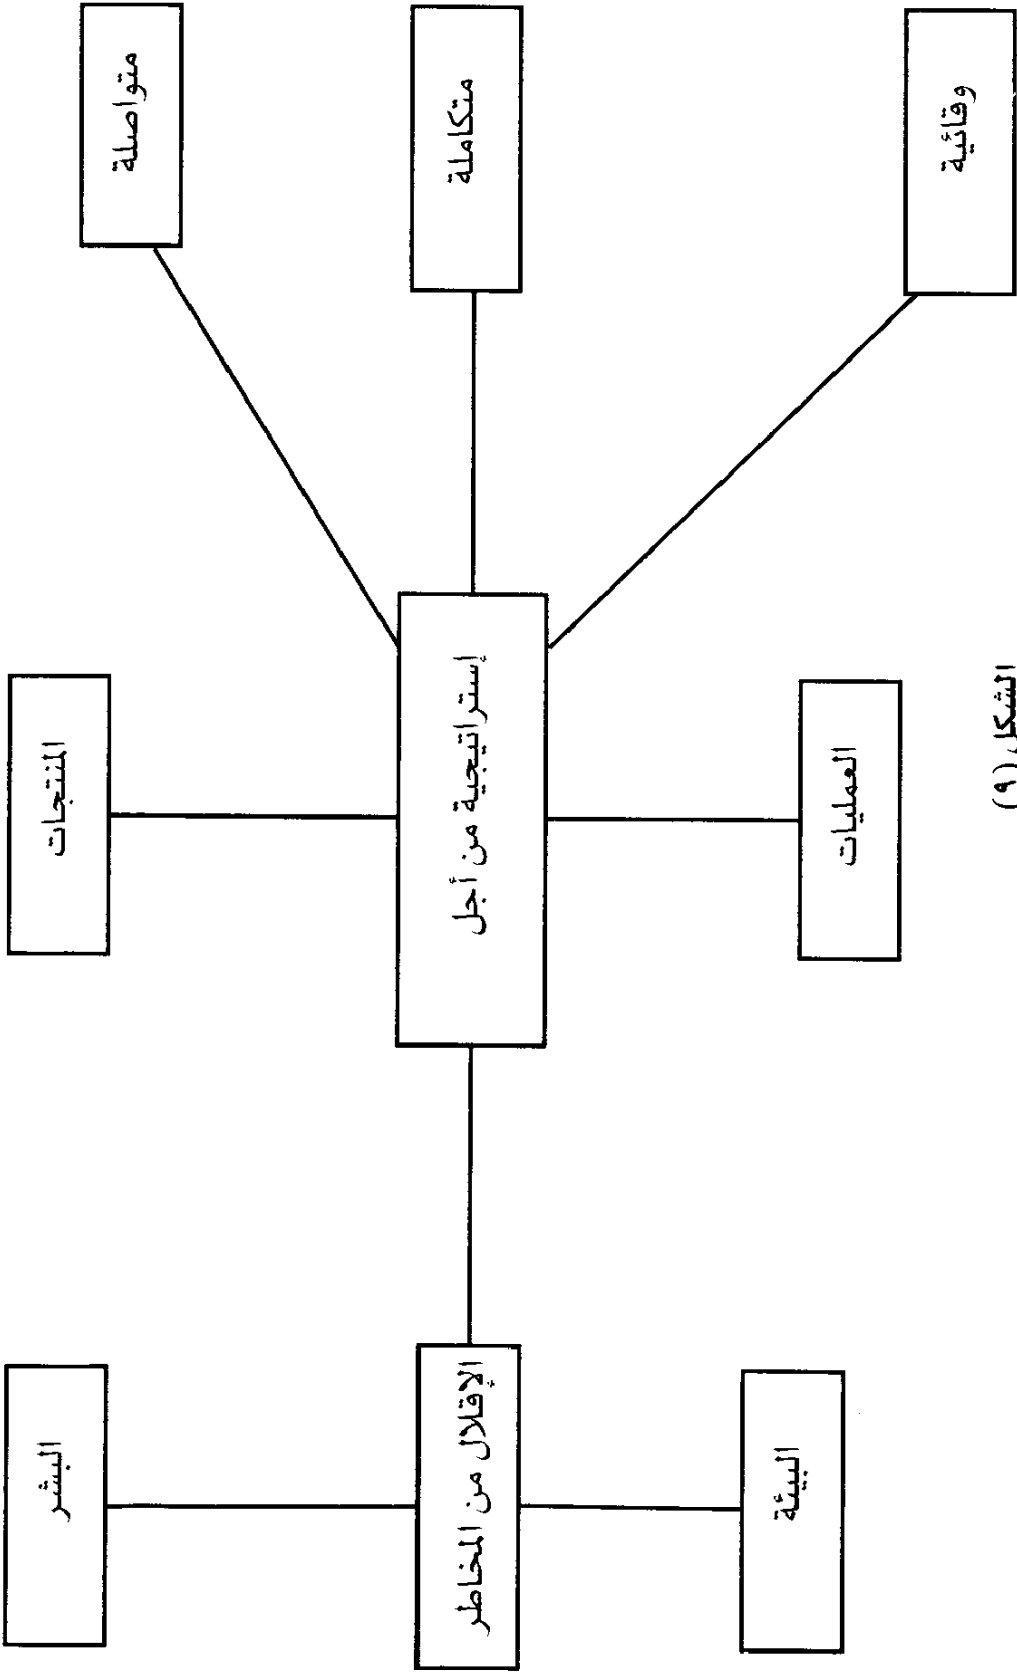 متواصلة
المنتجات
البشر
متكاملة
إستراتيجية من أجل
الإقلال من المخاطر
وقائية
العمليات
البيئة
الشكل (٩)